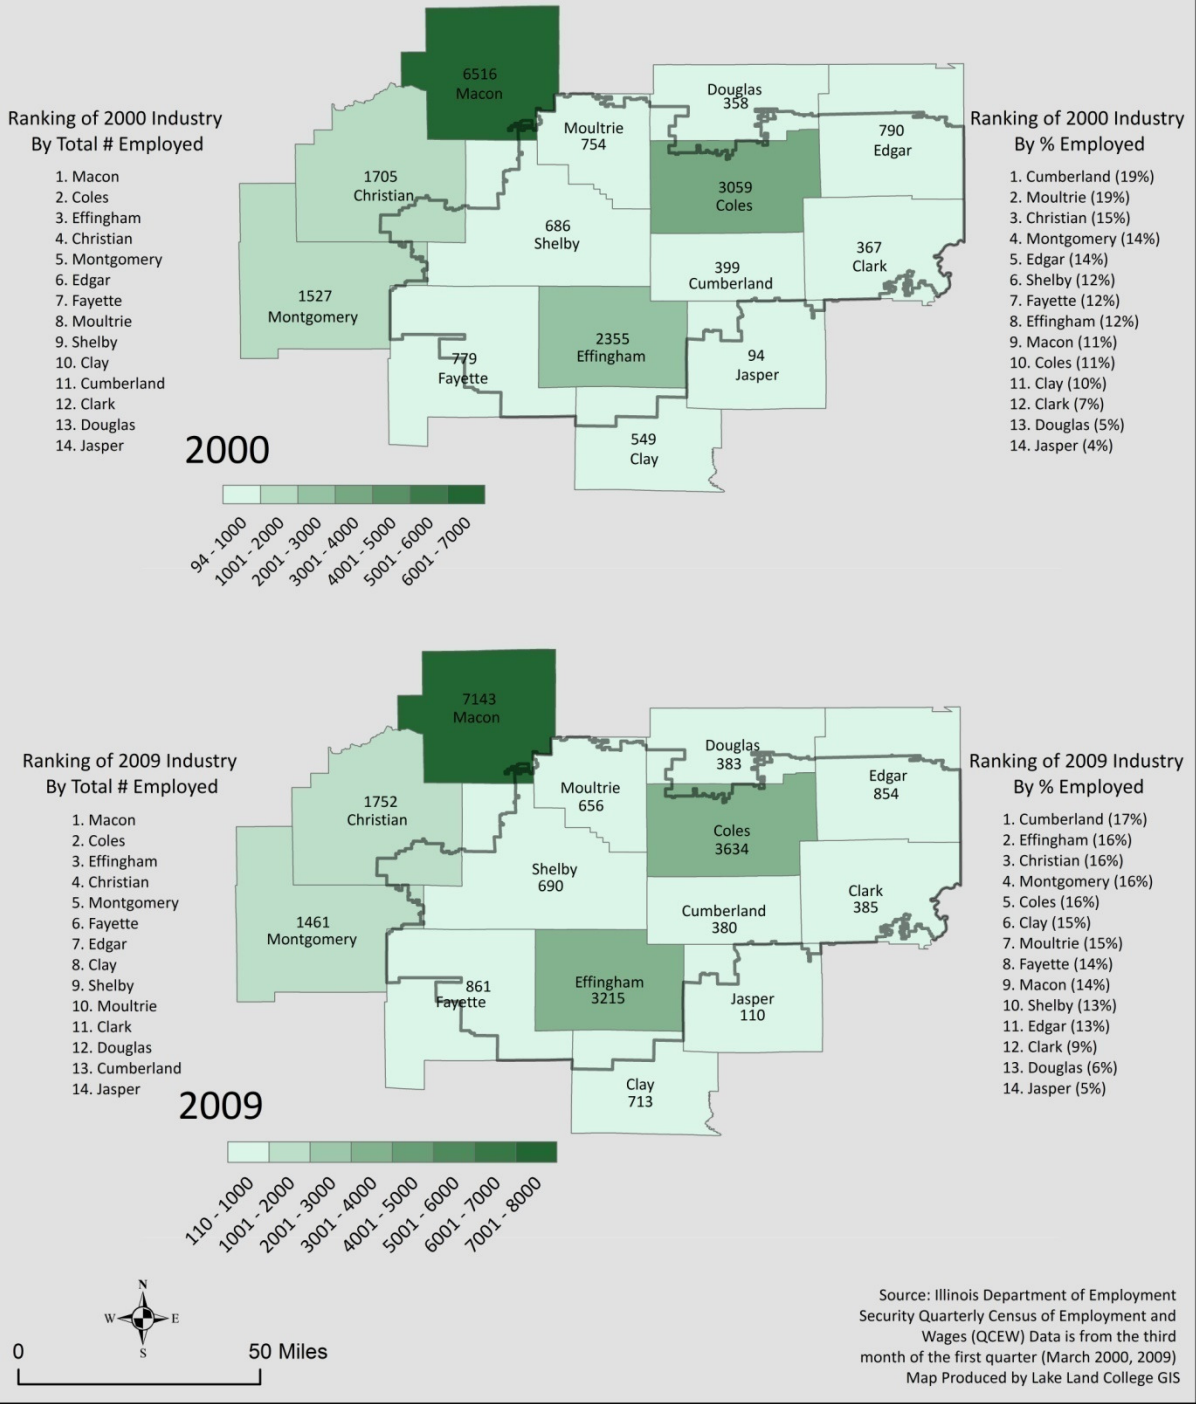 6516
Macon
Douglas
358
Ranking of 2000 Industry
By Total # Employed
1. Macon
2. Coles
3. Effingham
4. Christian
5. Montgomery
6. Edgar
7. Fayette
8. Moultrie
9. Shelby
10. Clay
11. Cumberland
12. Clark
13. Douglas
14. Jasper
Moultrie
754
790
Edgar
1705
Christian
3059
Coles
686
Shelby
367
Clark
399
Cumberland
1527
Montgomery
2355
Effingham
779
Fayette
94
Jasper
549
Clay
Ranking of 2000 Industry
By % Employed
1. Cumberland (19%)
2. Moultrie (19%)
3. Christian (15%)
4. Montgomery (14%)
5. Edgar (14%)
6. Shelby (12%)
7. Fayette (12%)
8. Effingham (12%)
9. Macon (11%)
10. Coles (11%)
11. Clay (10%)
12. Clark (7%)
13. Douglas (5%)
14. Jasper (4%)
2000
94 - 1000
1001 - 2000
2001 - 3000
3001 - 4000
4001 - 5000
5001 - 6000
6001 - 7000
7143
Macon
Douglas
383
Ranking of 2009 Industry
By Total # Employed
1. Macon
2. Coles
3. Effingham
4. Christian
5. Montgomery
6. Fayette
7. Edgar
8. Clay
9. Shelby
10. Moultrie
11. Clark
12. Douglas
13. Cumberland
14. Jasper
Moultrie
656
Edgar
854
1752
Christian
Coles
3634
Shelby
690
Clark
385
Cumberland
380
1461
Montgomery
Effingham
3215
861
Fayette
Jasper
110
Clay
713
Ranking of 2009 Industry
By % Employed
1. Cumberland (17%)
2. Effingham (16%)
3. Christian (16%)
4. Montgomery (16%)
5. Coles (16%)
6. Clay (15%)
7. Moultrie (15%)
8. Fayette (14%)
9. Macon (14%)
10. Shelby (13%)
11. Edgar (13%)
12. Clark (9%)
13. Douglas (6%)
14. Jasper (5%)
2009
110 - 1000
1001 - 2000
2001 - 3000
3001 - 4000
4001 - 5000
5001 - 6000
6001 - 7000
7001 - 8000
N
W E
S
0 50 Miles
Source: Illinois Department of Employment
Security Quarterly Census of Employment and
Wages (QCEW) Data is from the third
month of the first quarter (March 2000, 2009)
Map Produced by Lake Land College GIS